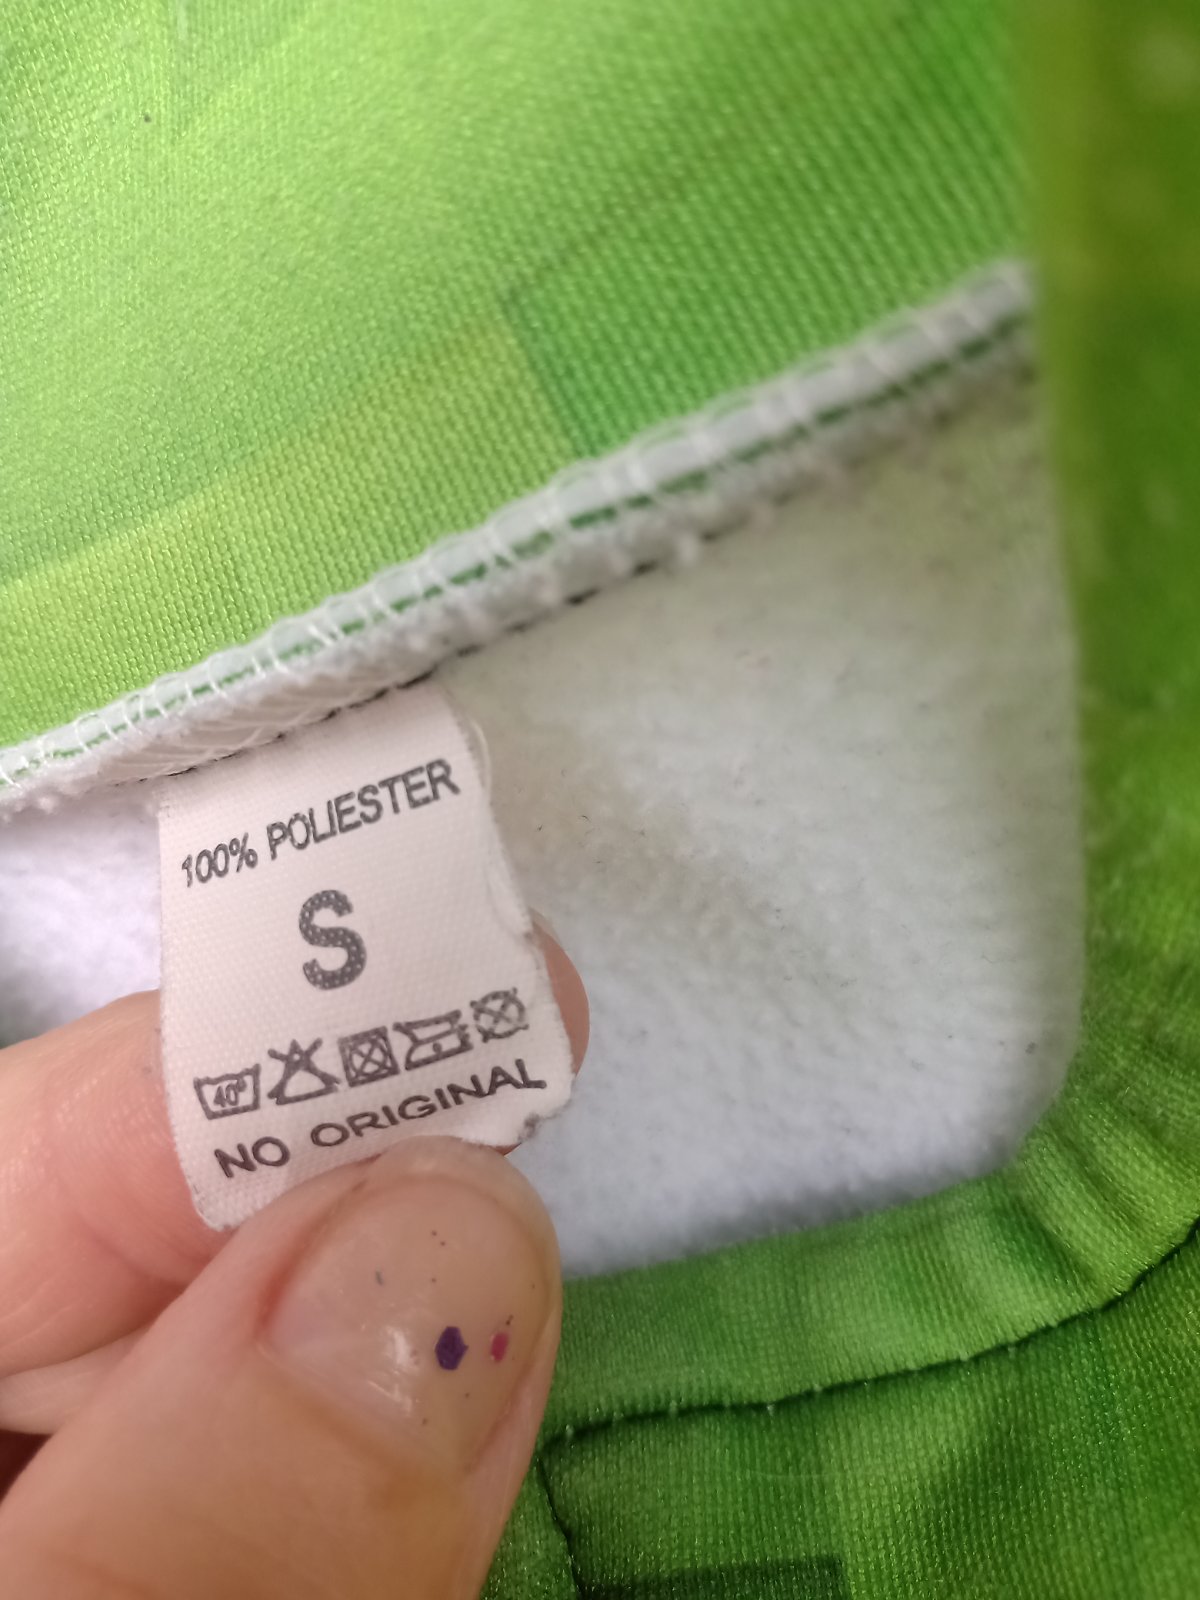 100% POLIESTER
S
40°
NO ORIGINAL